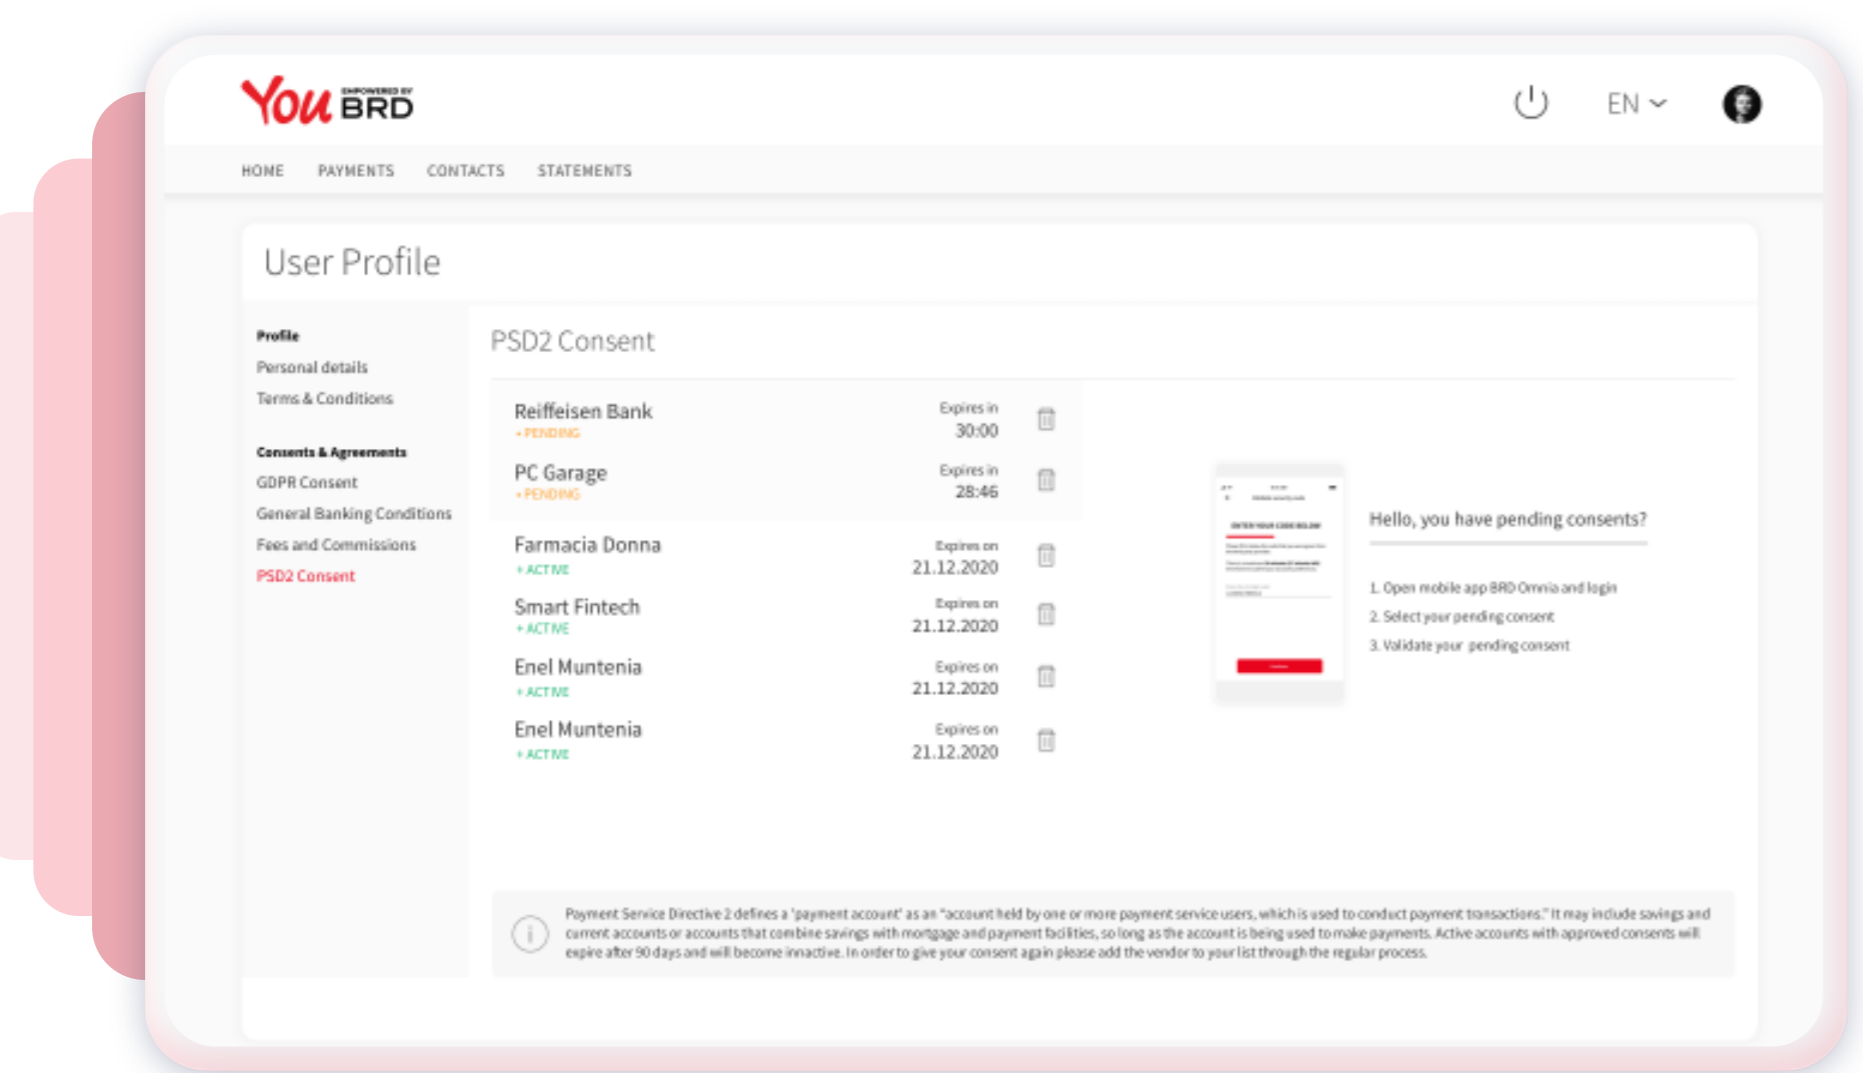 You EMPOWERED BY
BRD
EN
HOME PAYMENTS CONTACTS STATEMENTS
User Profile
Profile
Personal details
Terms & Conditions
Consents & Agreements
GDPR Consent
General Banking Conditions
Fees and Commissions
PSD2 Consent
PSD2 Consent
Reiffeisen Bank
• PENDING
Expires in
30:00
PC Garage
• PENDING
Expires in
28:46
Farmacia Donna
• ACTIVE
Expires on
21.12.2020
Smart Fintech
• ACTIVE
Expires on
21.12.2020
Enel Muntenia
• ACTIVE
Expires on
21.12.2020
Enel Muntenia
• ACTIVE
Expires on
21.12.2020
ENTER YOUR CODE BELOW
Hello, you have pending consents?
1. Open mobile app BRD Omnia and login
2. Select your pending consent
3. Validate your pending consent
Payment Service Directive 2 defines a 'payment account' as an "account held by one or more payment service users, which is used to conduct payment transactions." It may include savings and
current accounts or accounts that combine savings with mortgage and payment facilities, so long as the account is being used to make payments. Active accounts with approved consents will
expire after 90 days and will become innactive. In order to give your consent again please add the vendor to your list through the regular process.